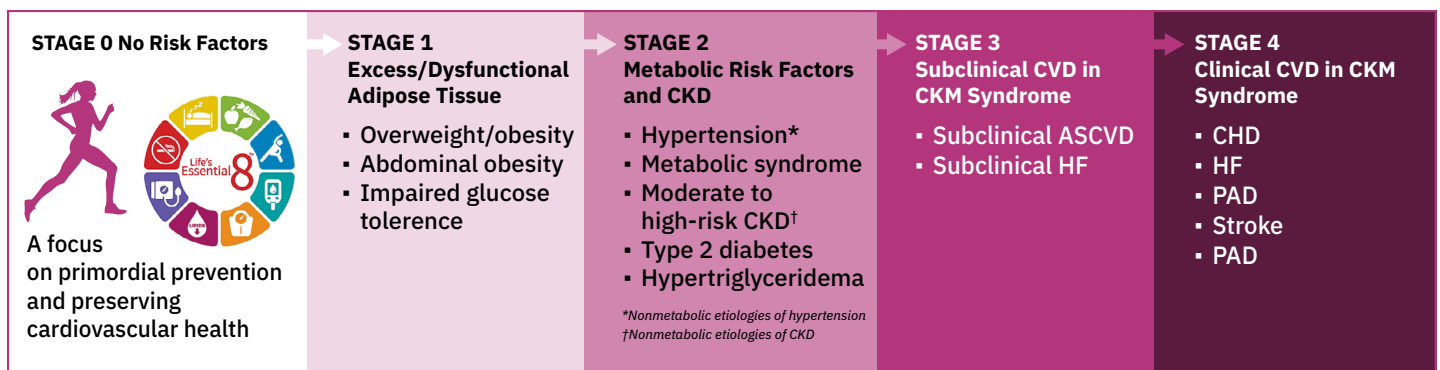 STAGE 0 No Risk Factors
Life's
Essential 8™
LIPIDS
A focus
on primordial prevention
and preserving
cardiovascular health
STAGE 1
Excess/Dysfunctional
Adipose Tissue
▪ Overweight/obesity
▪ Abdominal obesity
▪ Impaired glucose
tolerence
STAGE 2
Metabolic Risk Factors
and CKD
▪ Hypertension*
▪ Metabolic syndrome
▪ Moderate to
high-risk CKD†
▪ Type 2 diabetes
▪ Hypertriglyceridema
*Nonmetabolic etiologies of hypertension
†Nonmetabolic etiologies of CKD
STAGE 3
Subclinical CVD in
CKM Syndrome
▪ Subclinical ASCVD
▪ Subclinical HF
STAGE 4
Clinical CVD in CKM
Syndrome
▪ CHD
▪ HF
▪ PAD
▪ Stroke
▪ PAD